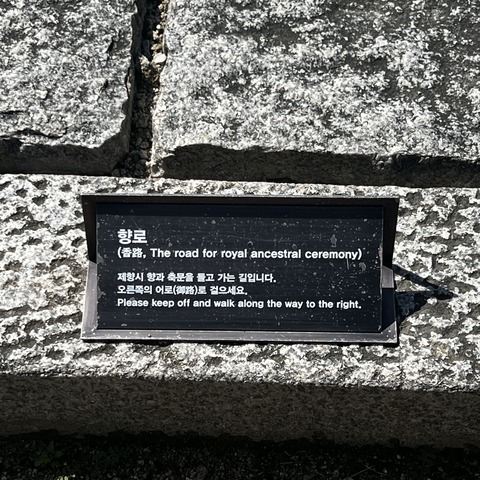 향로
(香路, The road for royal ancestral ceremony)
제향시 향과 축문을 들고 가는 길입니다.
오른쪽의 어로(御路)로 걸으세요.
Please keep off and walk along the way to the right.